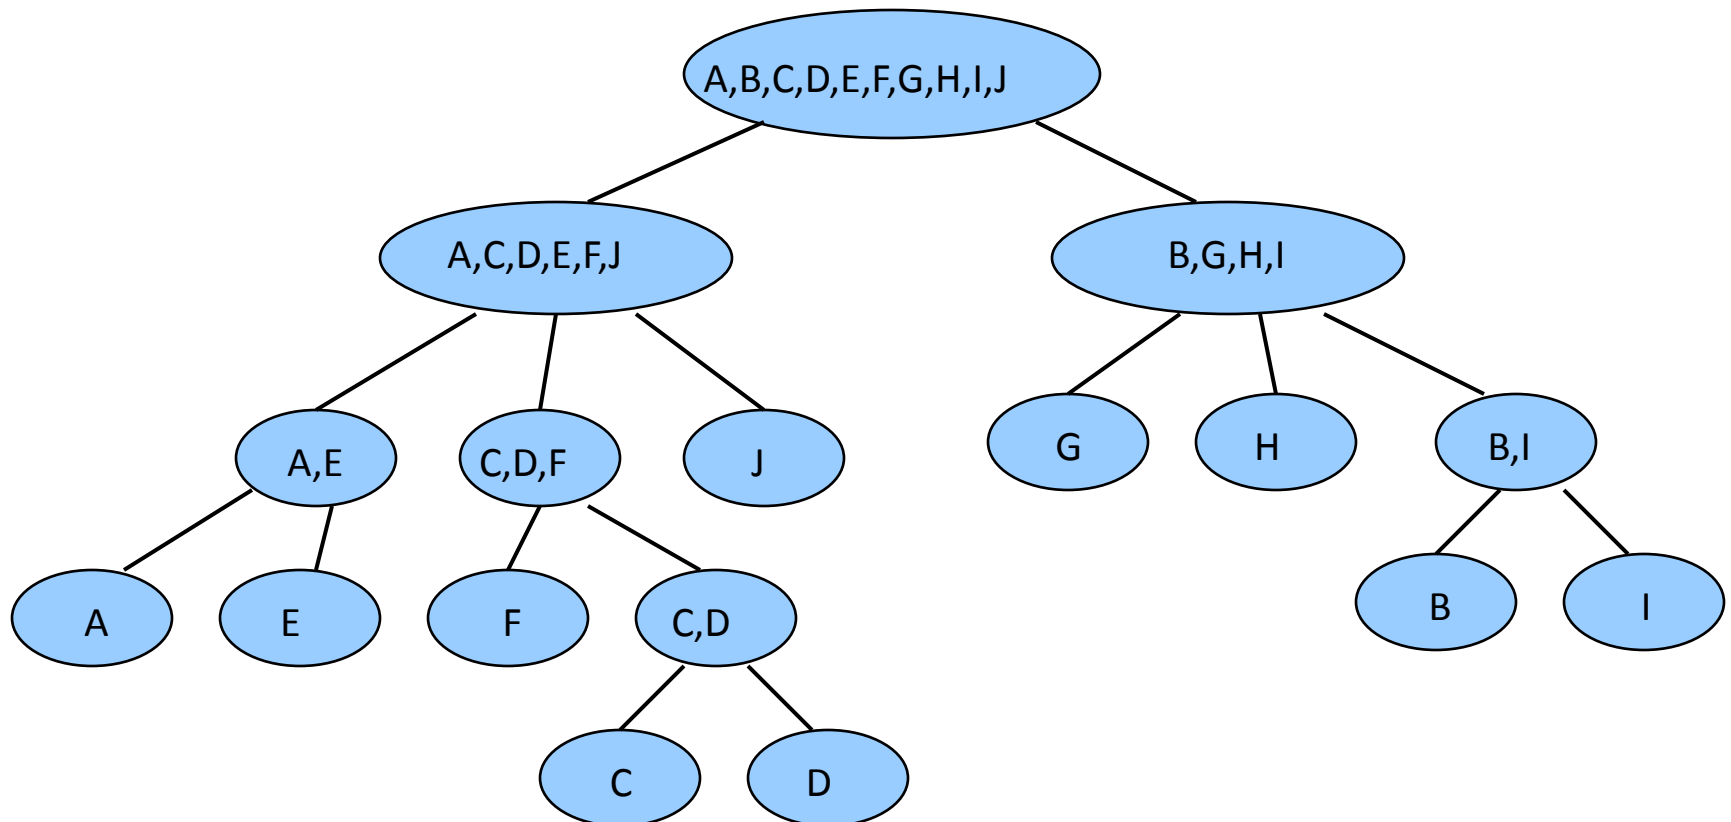 A,B,C,D,E,F,G,H,I,J
A,C,D,E,F,J
B,G,H,I
A,E
C,D,F
J
G
H
B,I
A
E
F
C,D
B
I
C
D